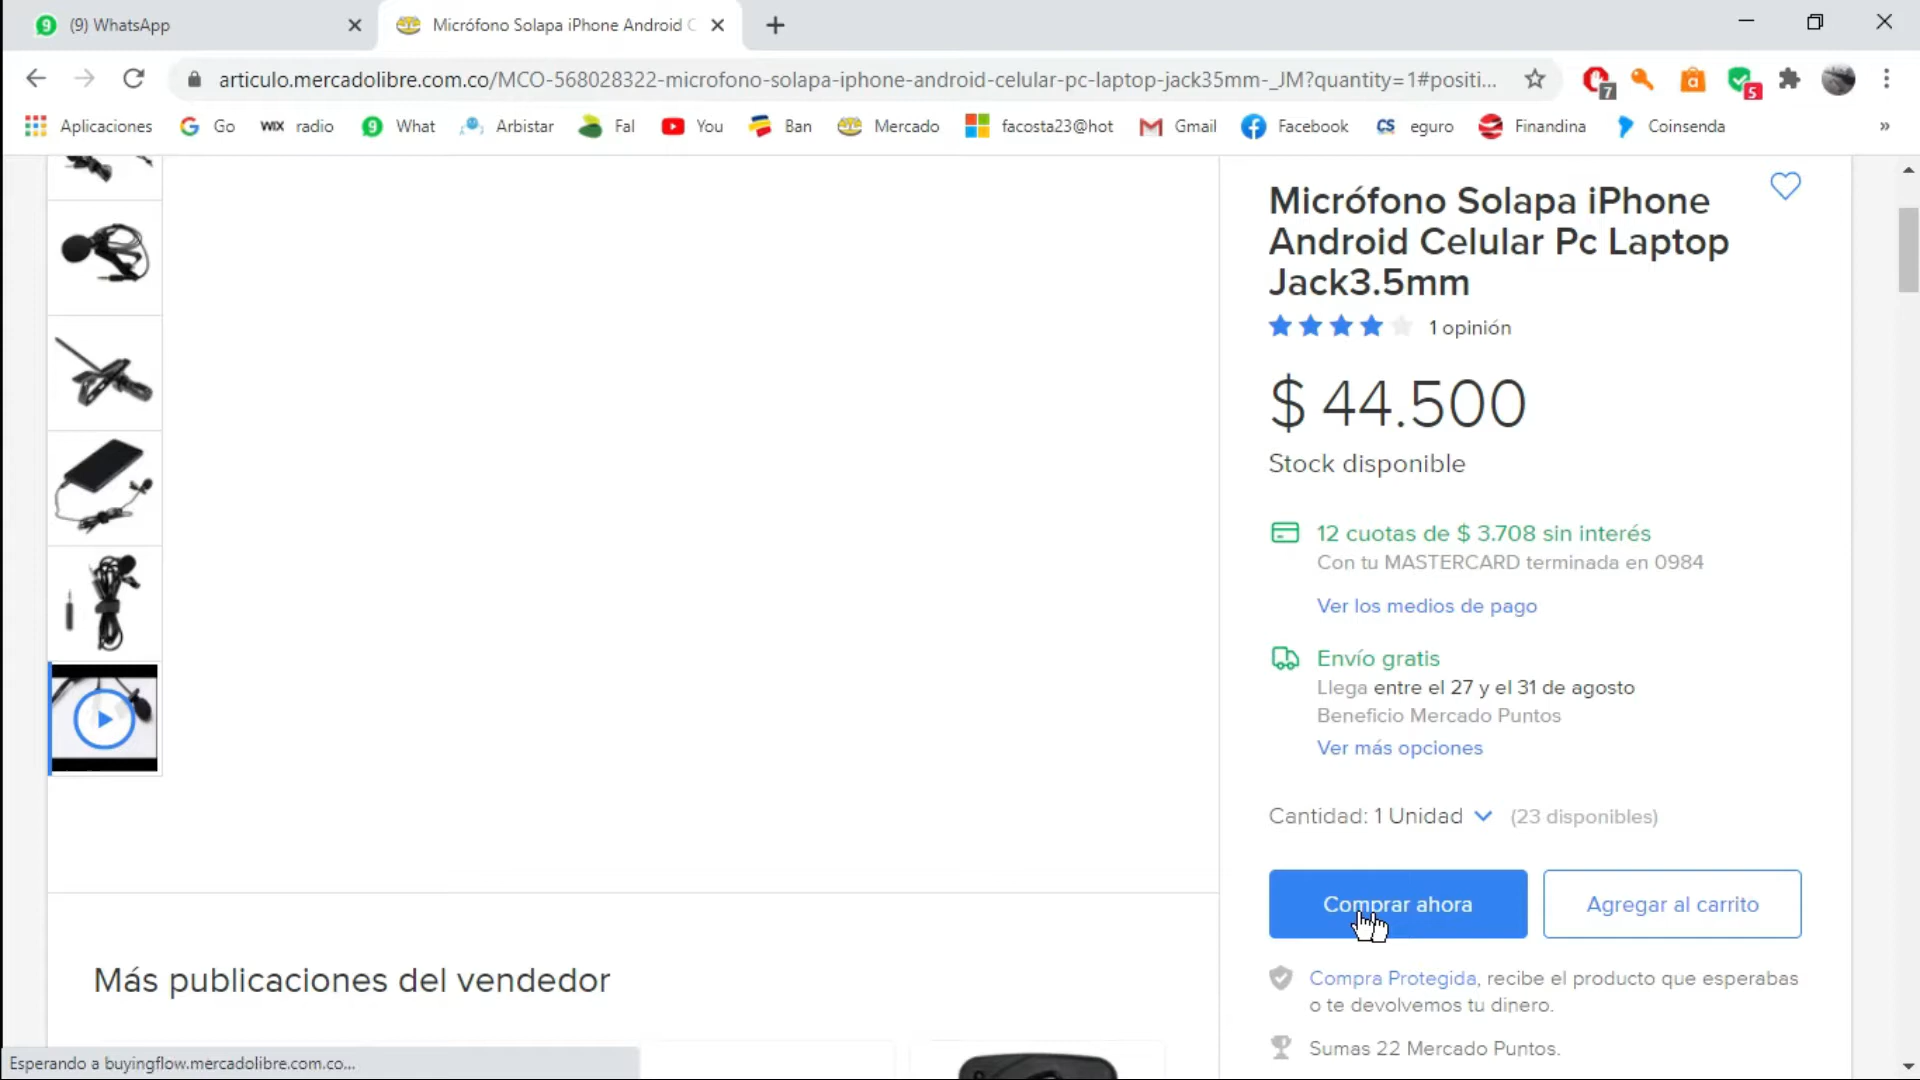 (9) WhatsApp
Micrófono Solapa iPhone Android C
articulo.mercadolibre.com.co/MCO-568028322-microfono-solapa-iphone-android-celular-pc-laptop-jack35mm-_JM?quantity=1#positi...
7
5
Aplicaciones
Go
WIX radio
9 What
Arbistar
Fal
You
Ban
Mercado
facosta23@hot
Gmail
Facebook
CS eguro
Finandina
Coinsenda
»
Micrófono Solapa iPhone
Android Celular Pc Laptop
Jack3.5mm
1 opinión
$ 44.500
Stock disponible
12 cuotas de $ 3.708 sin interés
Con tu MASTERCARD terminada en 0984
Ver los medios de pago
Envío gratis
Llega entre el 27 y el 31 de agosto
Beneficio Mercado Puntos
Ver más opciones
Cantidad: 1 Unidad (23 disponibles)
Comprar ahora
Agregar al carrito
Compra Protegida, recibe el producto que esperabas
o te devolvemos tu dinero.
Sumas 22 Mercado Puntos.
Más publicaciones del vendedor
Esperando a buyingflow.mercadolibre.com.co...